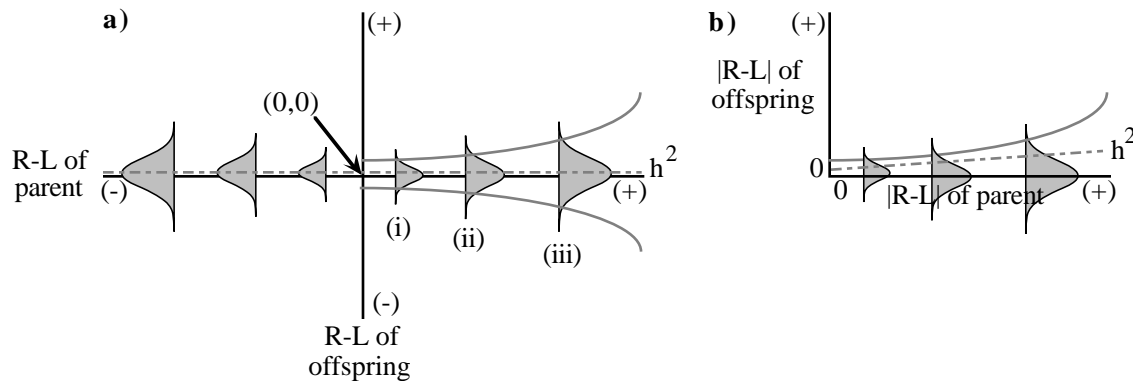 a)
(+)
(0,0)
R-L of
parent
(-)
(+)
h²
(i)
(ii)
(iii)
(-)
R-L of
offspring
b)
(+)
|R-L| of
offspring
0
0
|R-L| of parent
(+)
h²